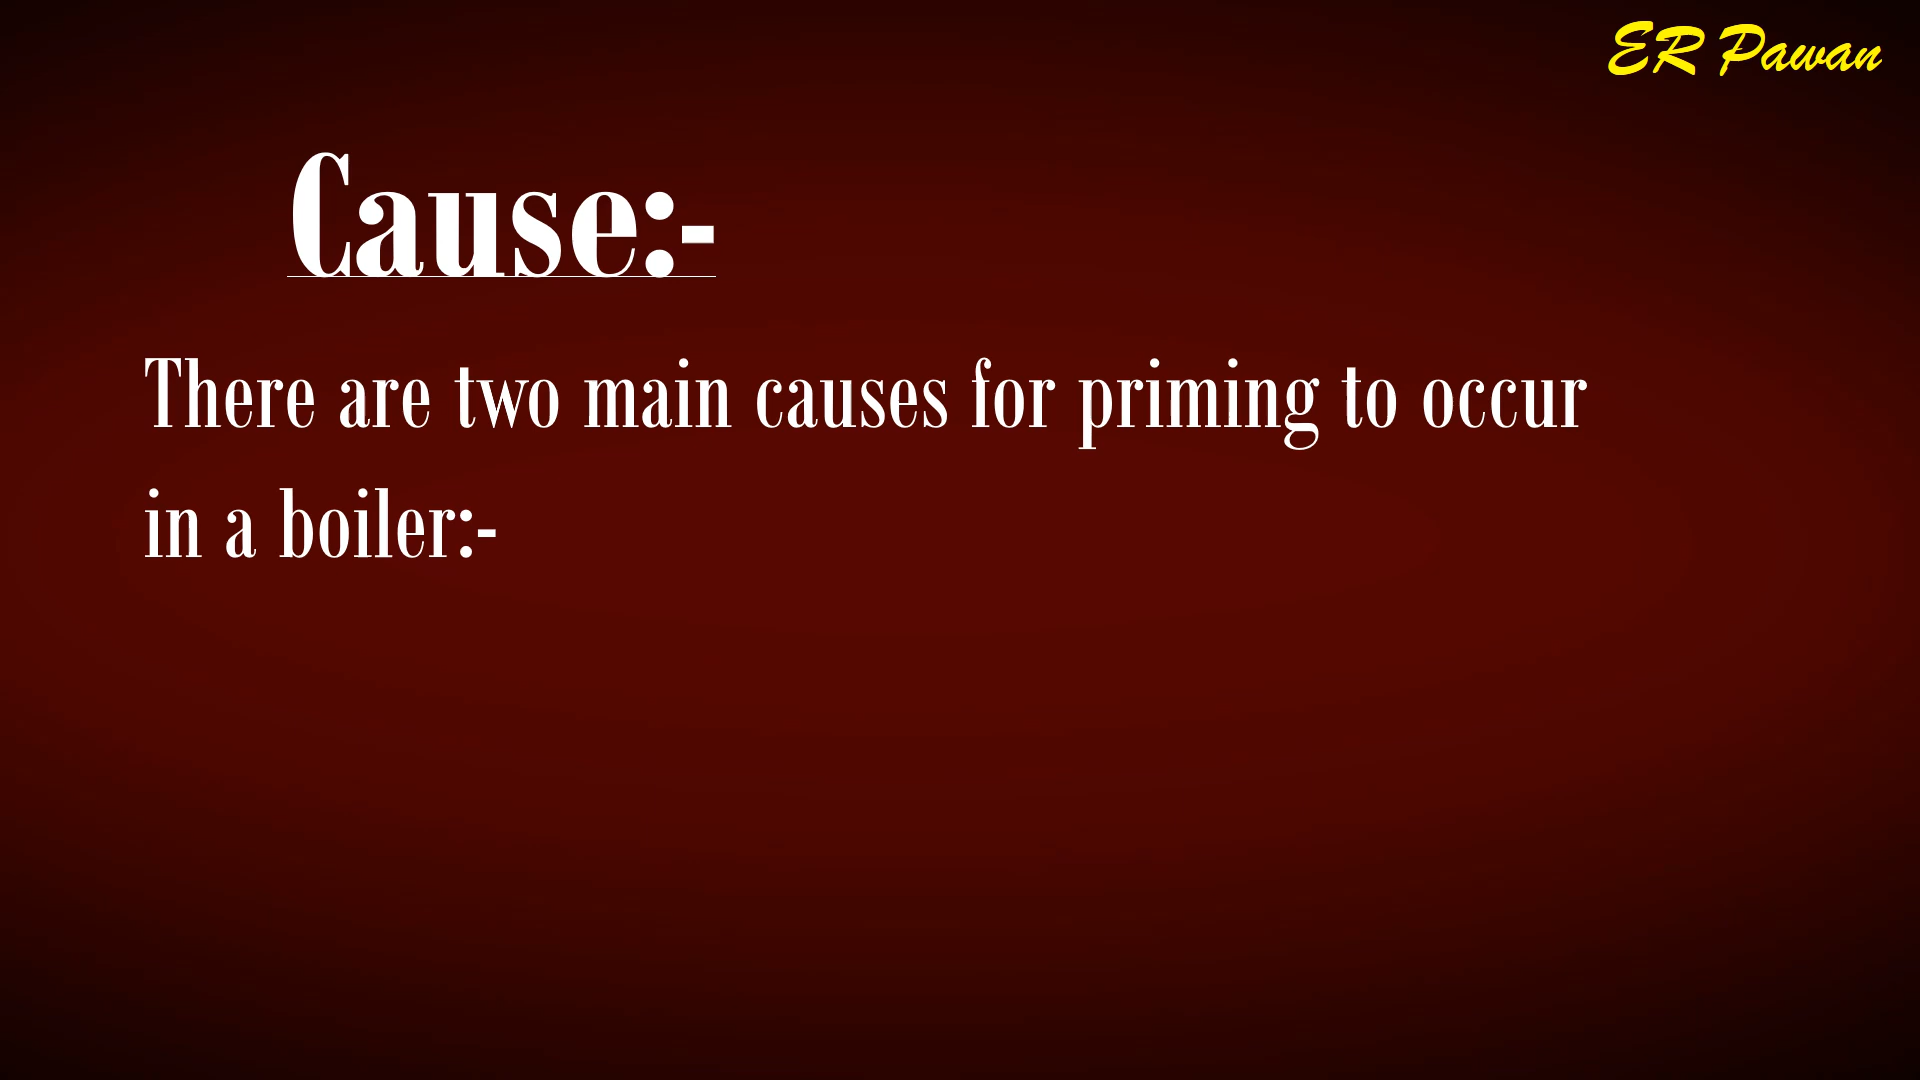 ER Pawan
Cause:-
There are two main causes for priming to occur
in a boiler:-